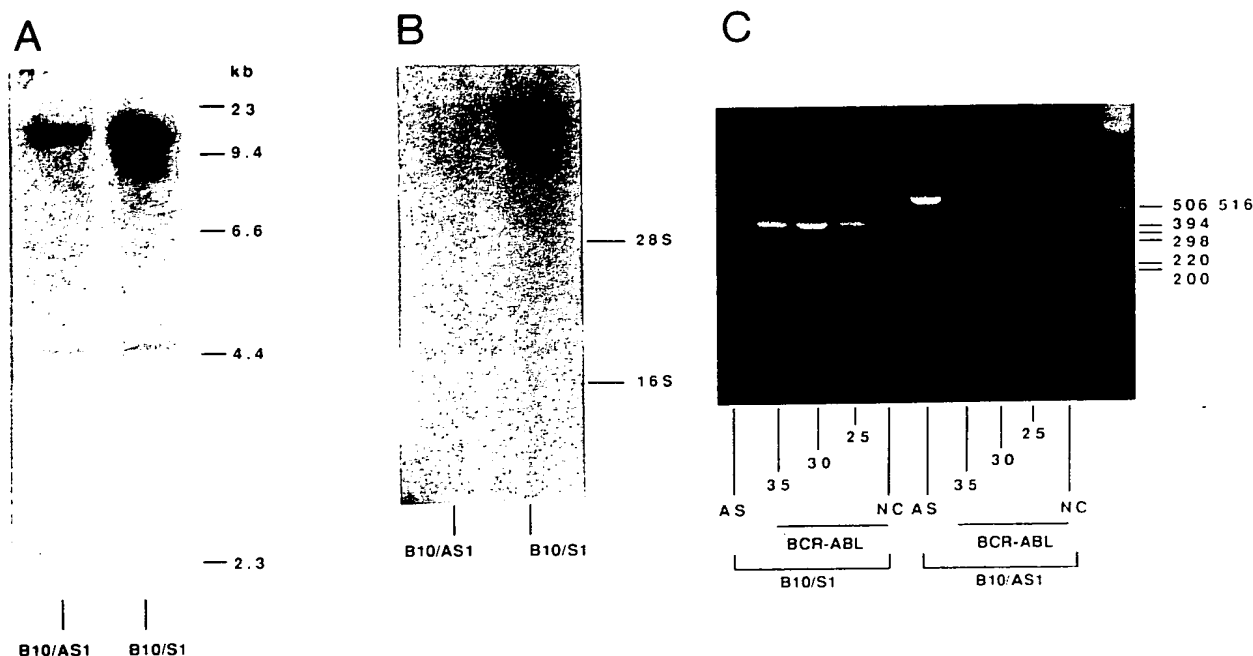 A
kb
23
9.4
6.6
4.4
2.3
B10/AS1
B10/S1
B
28S
16S
B10/AS1
B10/S1
C
506 516
394
298
220
200
25
30
35
AS
NC
BCR-ABL
B10/S1
25
30
35
AS
NC
BCR-ABL
B10/AS1